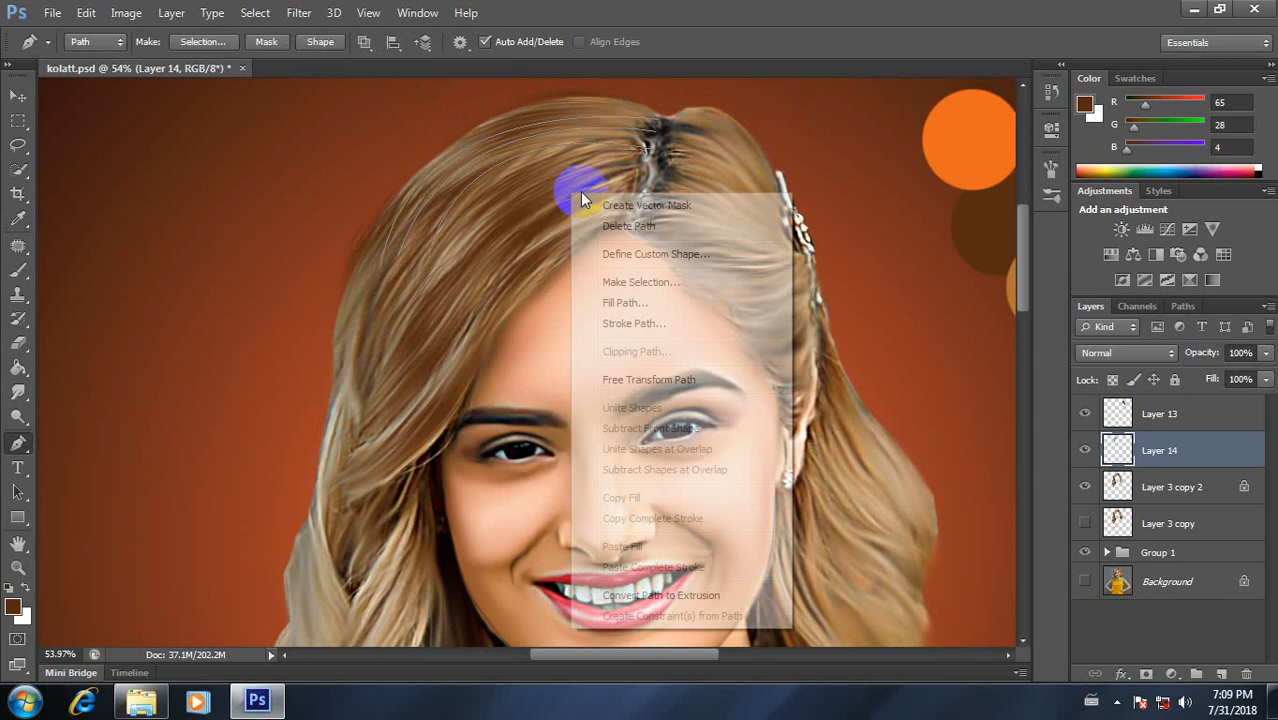 Ps File Edit Image Layer Type Select Filter 3D View Window Help
Path Make: Selection... Mask Shape Auto Add/Delete Align Edges Essentials
kolatt.psd @ 54% (Layer 14, RGB/8*) *
Color Swatches
R 65
G 28
B 4
Adjustments Styles
Add an adjustment
Layers Channels Paths
Kind
Normal Opacity: 100%
Lock: Fill: 100%
Layer 13
Layer 14
Layer 3 copy 2
Layer 3 copy
Group 1
Background
Create Vector Mask
Delete Path
Define Custom Shape...
Make Selection...
Fill Path...
Stroke Path...
Clipping Path...
Free Transform Path
Unite Shapes
Subtract Front Shape
Unite Shapes at Overlap
Subtract Shapes at Overlap
Copy Fill
Copy Complete Stroke
Paste Fill
Paste Complete Stroke
Convert Path to Extrusion
Create Constraint(s) from Path
53.97% Doc: 37.1M/202.2M
Mini Bridge Timeline
Ps
7:09 PM
7/31/2018